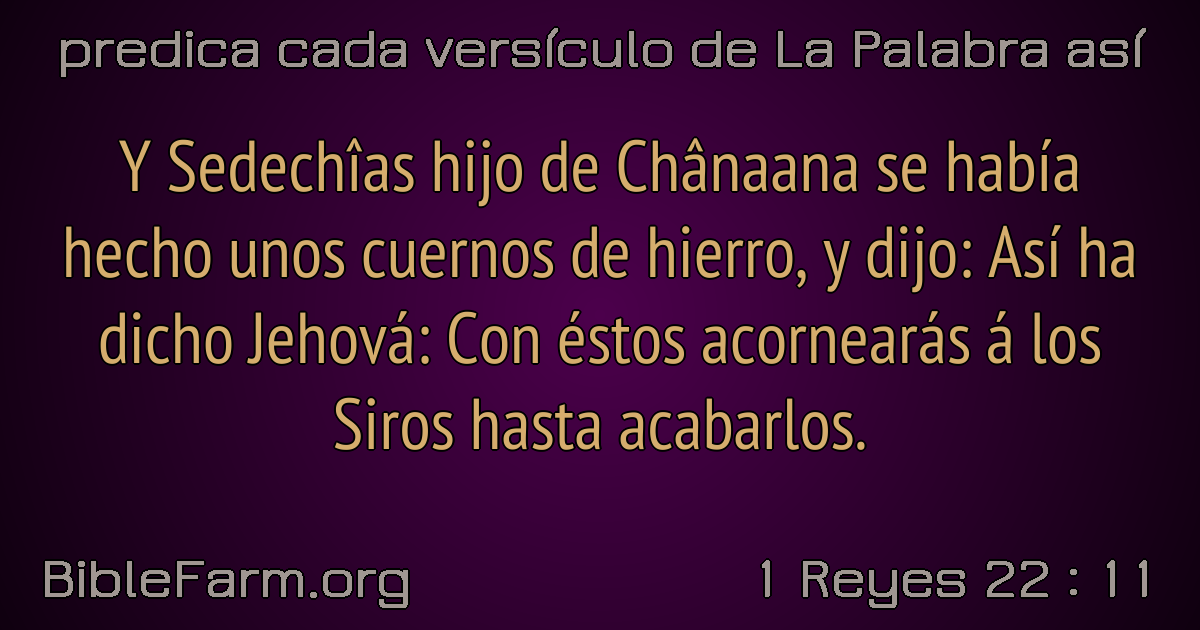 predica cada versículo de La Palabra así
Y Sedechîas hijo de Chânaana se había
hecho unos cuernos de hierro, y dijo: Así ha
dicho Jehová: Con éstos acornearás á los
Siros hasta acabarlos.
BibleFarm.org
1 Reyes 22 : 11